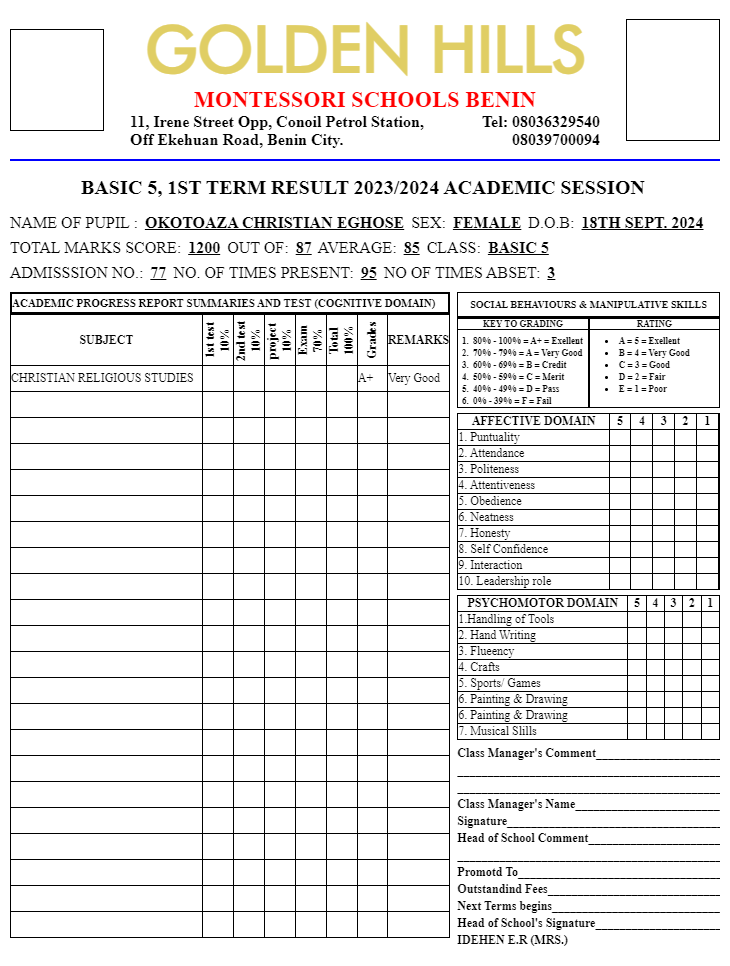 GOLDEN HILLS
MONTESSORI SCHOOLS BENIN
11, Irene Street Opp, Conoil Petrol Station, Tel: 08036329540
Off Ekehuan Road, Benin City. 08039700094
BASIC 5, 1ST TERM RESULT 2023/2024 ACADEMIC SESSION
NAME OF PUPIL : OKOTOAZA CHRISTIAN EGHOSE SEX: FEMALE D.O.B: 18TH SEPT. 2024
TOTAL MARKS SCORE: 1200 OUT OF: 87 AVERAGE: 85 CLASS: BASIC 5
ADMISSSION NO.: 77 NO. OF TIMES PRESENT: 95 NO OF TIMES ABSET: 3
ACADEMIC PROGRESS REPORT SUMMARIES AND TEST (COGNITIVE DOMAIN)
SUBJECT 1st test 10% 2nd test 10% project 10% Exam 70% Total 100% Grades REMARKS
CHRISTIAN RELIGIOUS STUDIES A+ Very Good
SOCIAL BEHAVIOURS & MANIPULATIVE SKILLS
KEY TO GRADING RATING
1. 80% - 100% = A+ = Exellent • A = 5 = Exellent
2. 70% - 79% = A = Very Good • B = 4 = Very Good
3. 60% - 69% = B = Credit • C = 3 = Good
4. 50% - 59% = C = Merit • D = 2 = Fair
5. 40% - 49% = D = Pass • E = 1 = Poor
6. 0% - 39% = F = Fail
AFFECTIVE DOMAIN 5 4 3 2 1
1. Puntuality
2. Attendance
3. Politeness
4. Attentiveness
5. Obedience
6. Neatness
7. Honesty
8. Self Confidence
9. Interaction
10. Leadership role
PSYCHOMOTOR DOMAIN 5 4 3 2 1
1.Handling of Tools
2. Hand Writing
3. Flueency
4. Crafts
5. Sports/ Games
6. Painting & Drawing
6. Painting & Drawing
7. Musical Slills
Class Manager's Comment
Class Manager's Name
Signature
Head of School Comment
Promotd To
Outstandind Fees
Next Terms begins
Head of School's Signature
IDEHEN E.R (MRS.)